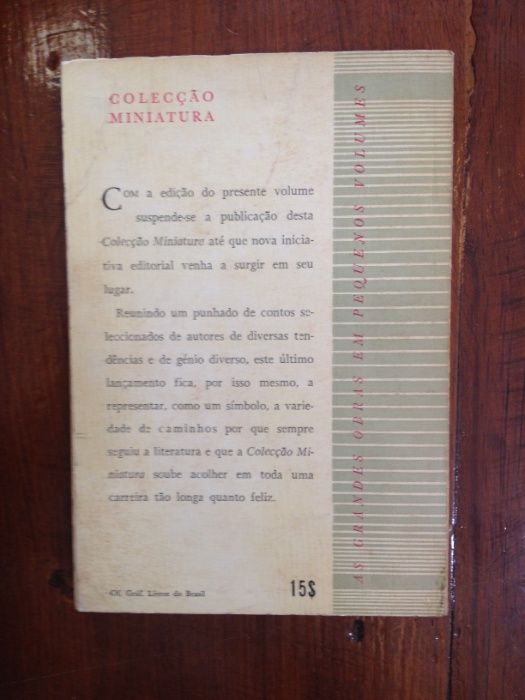 COLECÇÃO
MINIATURA
COM a edição do presente volume
suspende-se a publicação desta
Colecção Miniatura até que nova inicia-
tiva editorial venha a surgir em seu
lugar.
Reunindo um punhado de contos se-
leccionados de autores de diversas ten-
dências e de génio diverso, este último
lançamento fica, por isso mesmo, a
representar, como um símbolo, a varie-
dade de caminhos por que sempre
seguiu a literatura e que a Colecção Mi-
niatura soube acolher em toda uma
carreira tão longa quanto feliz.
Of. Gráf. Livros do Brasil
15$
AS GRANDES OBRAS EM PEQUENOS VOLUMES